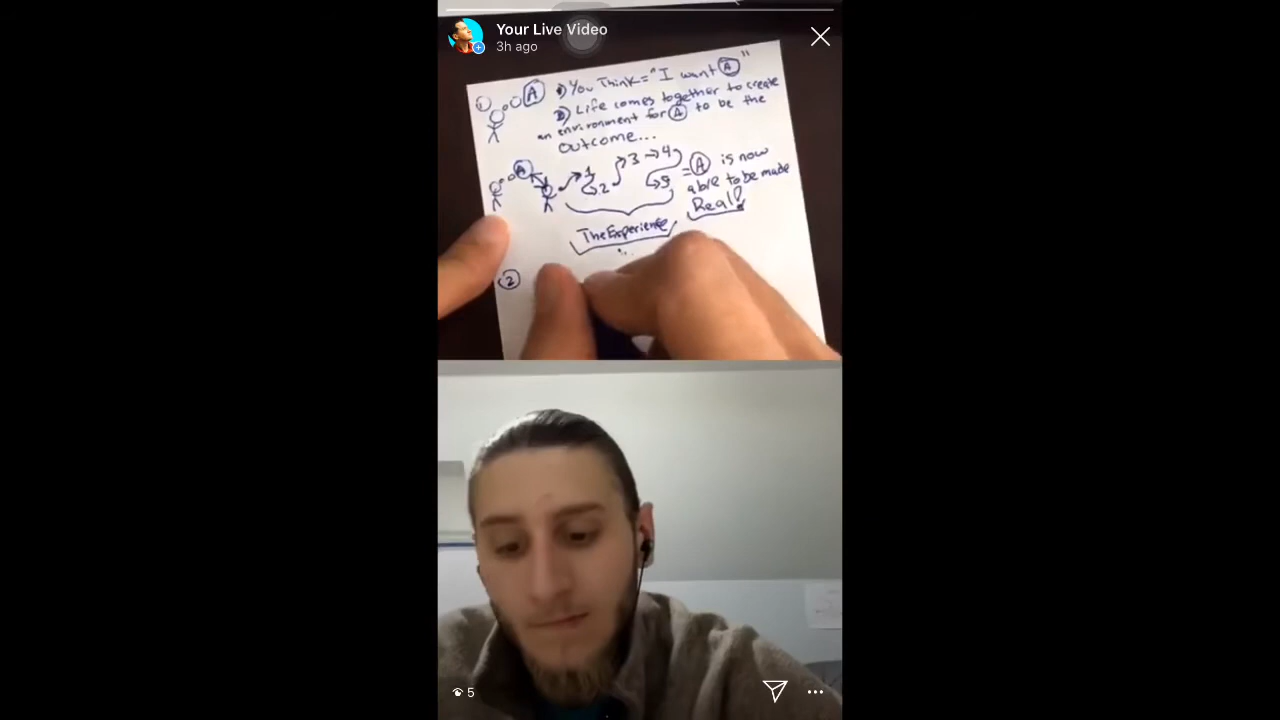 Your Live Video
3h ago
A 1) You Think = "I want A"
2) Life comes together to create
an environment for A to be the
outcome...
A 1 2 3 4 5 = A is now
able to be made
Real!
The Experience
2
5